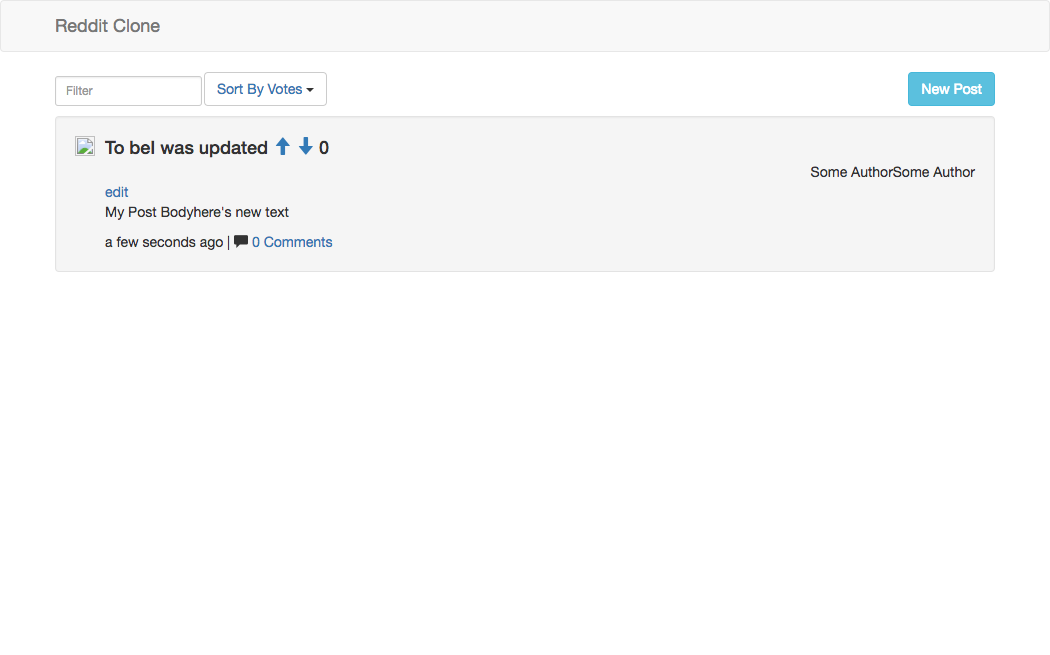 Reddit Clone
Filter
Sort By Votes
New Post
To beI was updated 0
Some AuthorSome Author
edit
My Post Bodyhere's new text
a few seconds ago | 0 Comments